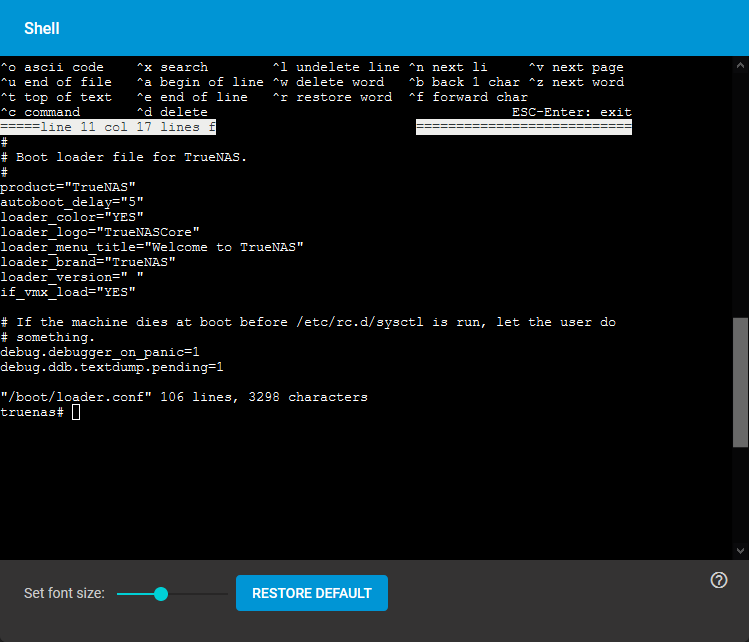 Shell
^o ascii code ^x search ^l undelete line ^n next li ^v next page
^u end of file ^a begin of line ^w delete word ^b back 1 char ^z next word
^t top of text ^e end of line ^r restore word ^f forward char
^c command ^d delete ESC-Enter: exit
=====line 11 col 17 lines f ===========================
#
# Boot loader file for TrueNAS.
#
product="TrueNAS"
autoboot_delay="5"
loader_color="YES"
loader_logo="TrueNASCore"
loader_menu_title="Welcome to TrueNAS"
loader_brand="TrueNAS"
loader_version=" "
if_vmx_load="YES"
# If the machine dies at boot before /etc/rc.d/sysctl is run, let the user do
# something.
debug.debugger_on_panic=1
debug.ddb.textdump.pending=1
"/boot/loader.conf" 106 lines, 3298 characters
truenas#
Set font size:
RESTORE DEFAULT
?